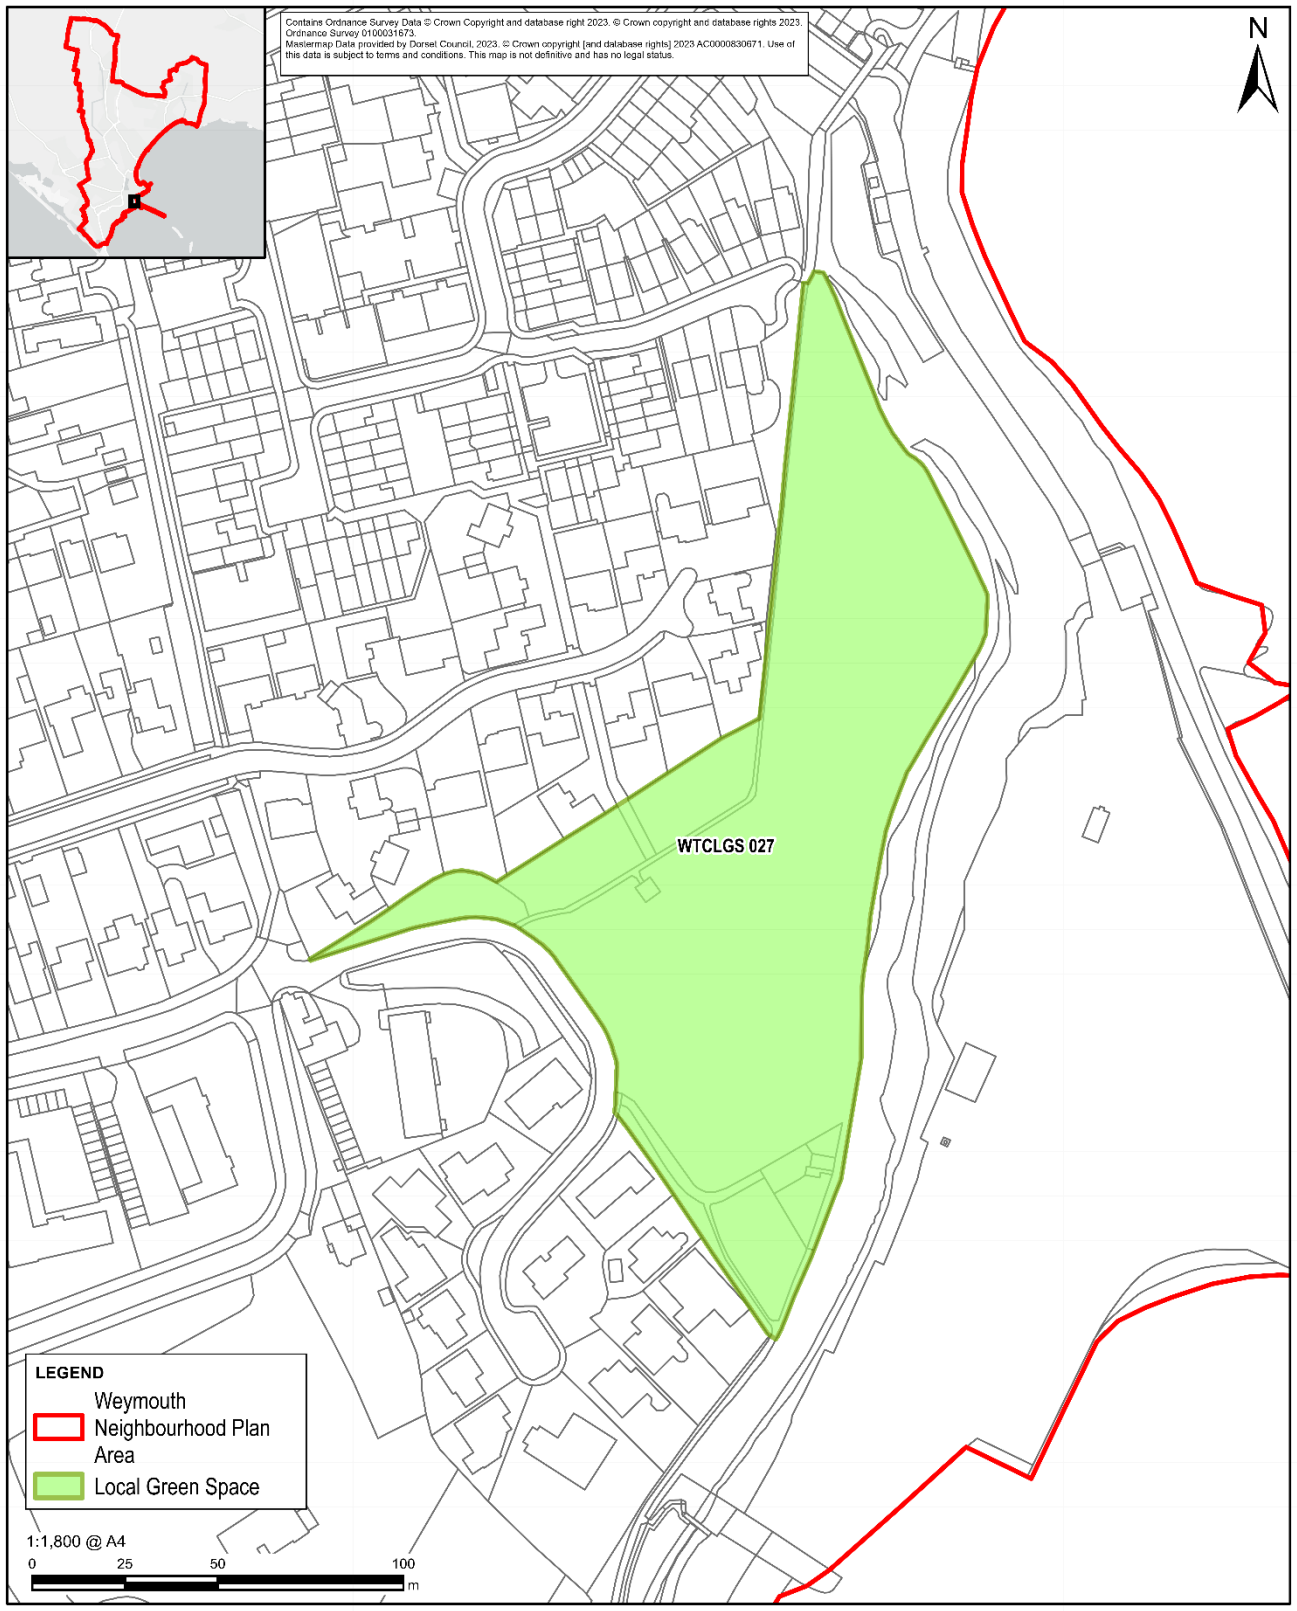 Contains Ordnance Survey Data © Crown Copyright and database right 2023. © Crown copyright and database rights 2023.
Ordnance Survey 0100031673.
Mastermap Data provided by Dorset Council, 2023. © Crown copyright [and database rights] 2023 AC0000830671. Use of
this data is subject to terms and conditions. This map is not definitive and has no legal status.
N
WTCLGS 027
LEGEND
Weymouth
Neighbourhood Plan
Area
Local Green Space
1:1,800 @ A4
0 25 50 100
m